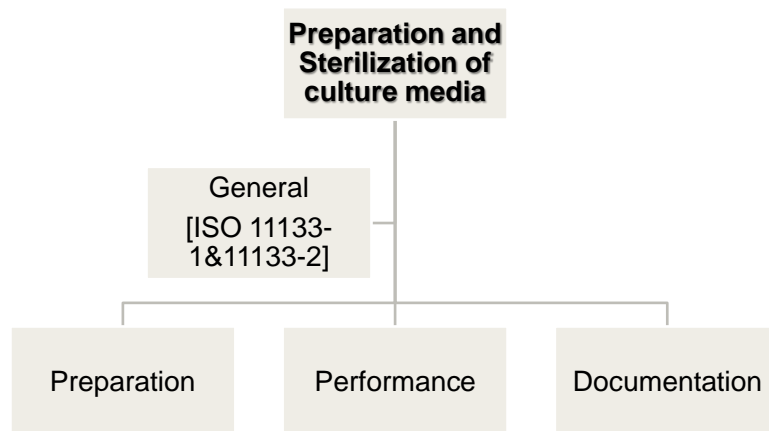 Preparation and
Sterilization of
culture media
General
[ISO 11133-
1&11133-2]
Preparation
Performance
Documentation